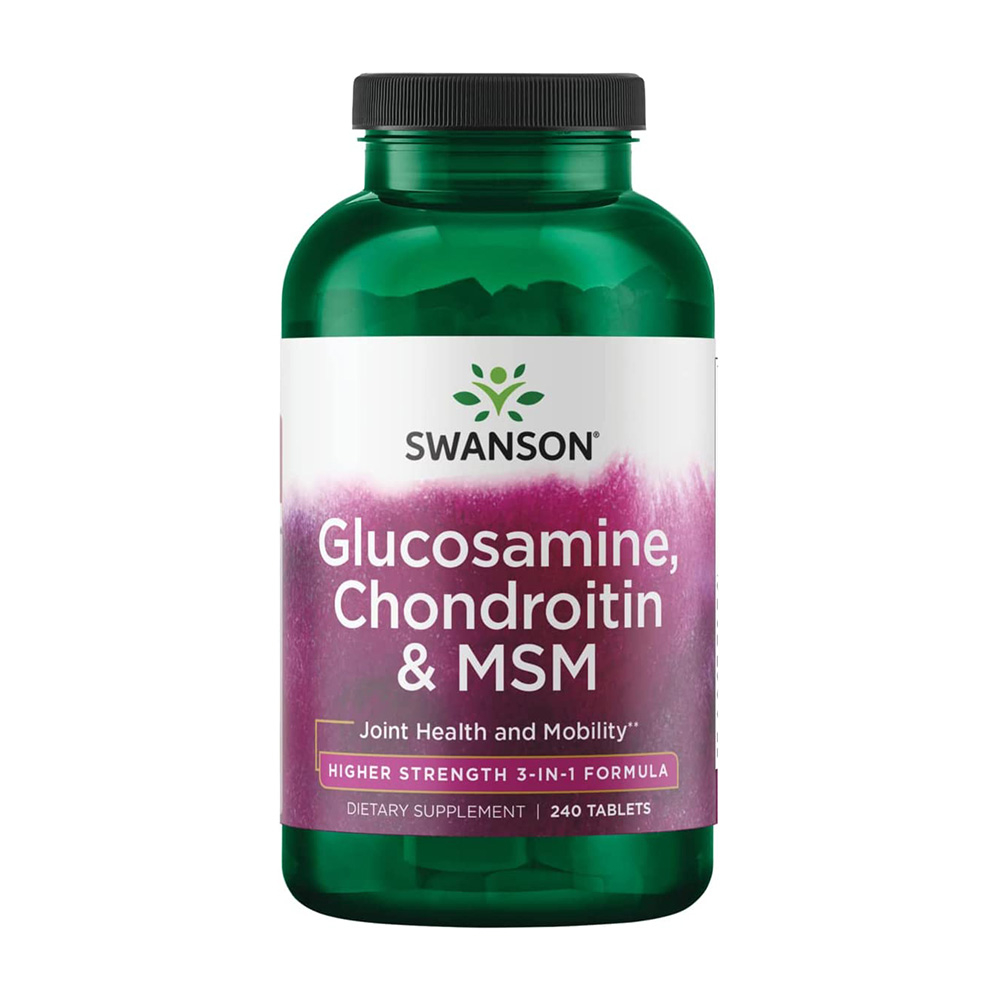 SWANSON®
Glucosamine,
Chondroitin
& MSM
Joint Health and Mobility**
HIGHER STRENGTH 3-IN-1 FORMULA
DIETARY SUPPLEMENT | 240 TABLETS